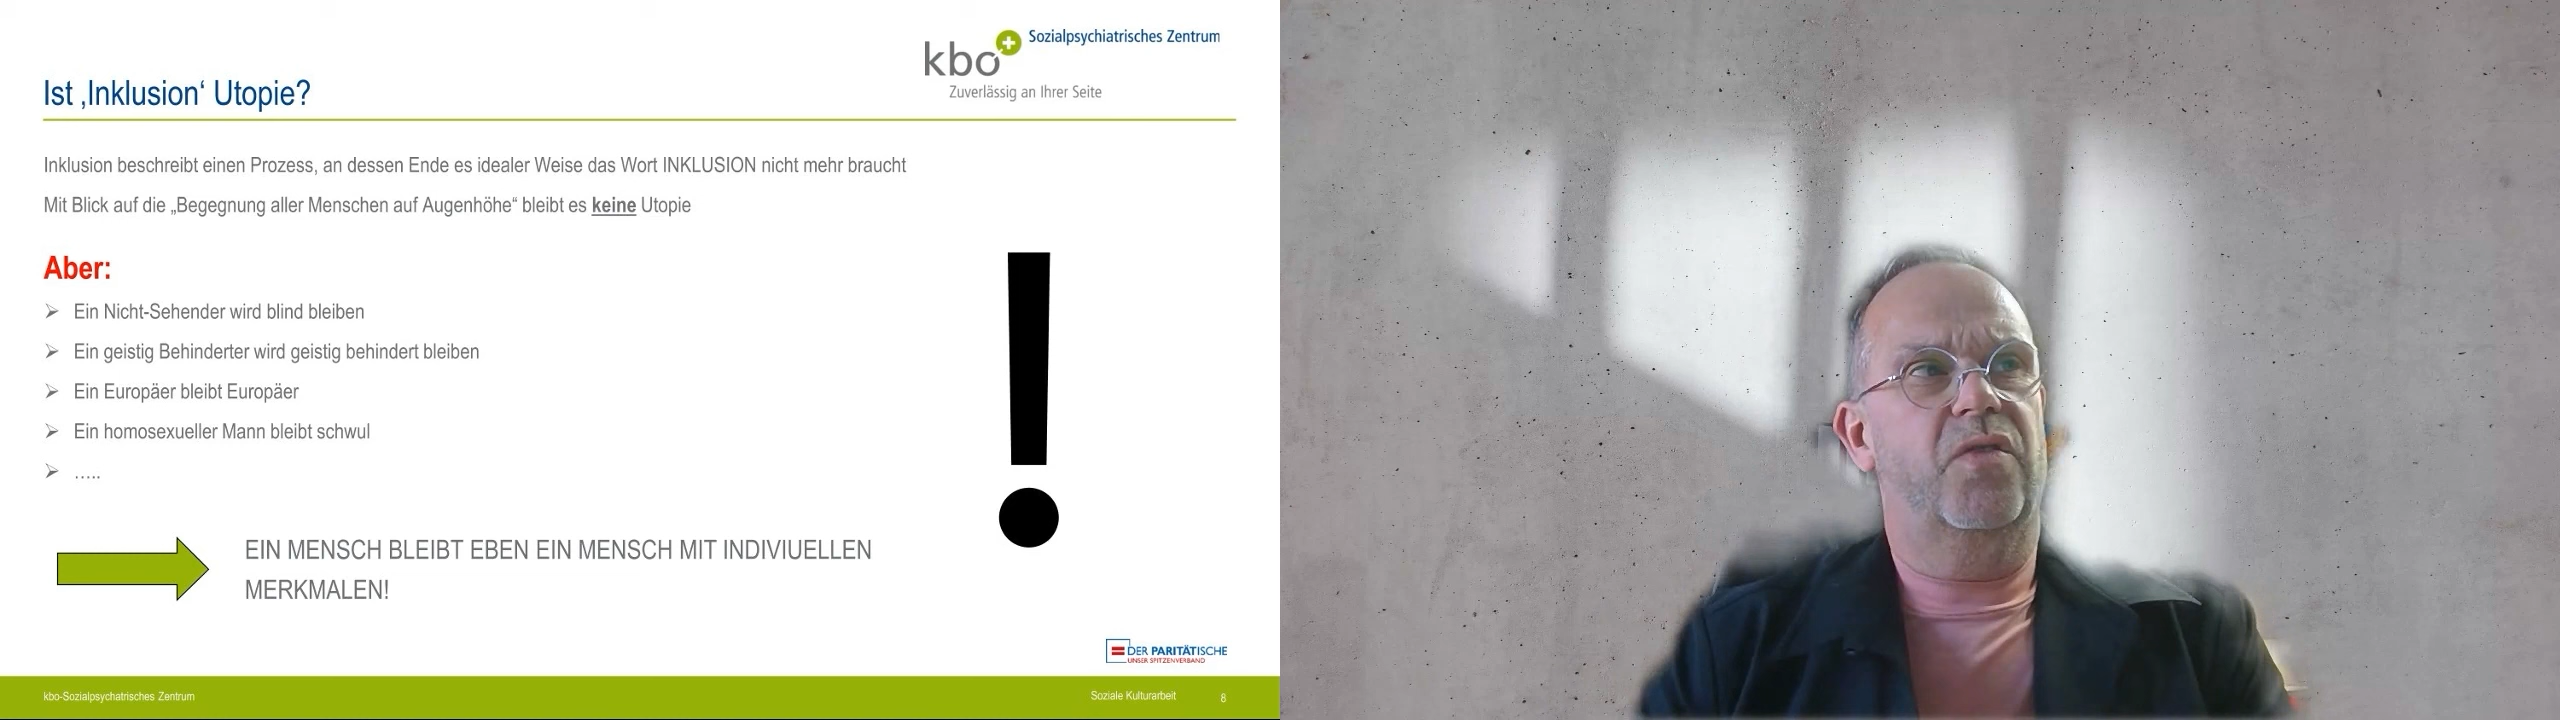 kbo Sozialpsychiatrisches Zentrum
Zuverlässig an Ihrer Seite
Ist ‚Inklusion‘ Utopie?
Inklusion beschreibt einen Prozess, an dessen Ende es idealer Weise das Wort INKLUSION nicht mehr braucht
Mit Blick auf die „Begegnung aller Menschen auf Augenhöhe“ bleibt es keine Utopie
Aber:
Ein Nicht-Sehender wird blind bleiben
Ein geistig Behinderter wird geistig behindert bleiben
Ein Europäer bleibt Europäer
Ein homosexueller Mann bleibt schwul
…..
!
EIN MENSCH BLEIBT EBEN EIN MENSCH MIT INDIVIUELLEN
MERKMALEN!
DER PARITÄTISCHE
UNSER SPITZENVERBAND
kbo-Sozialpsychatrisches Zentrum
Soziale Kulturarbeit
8